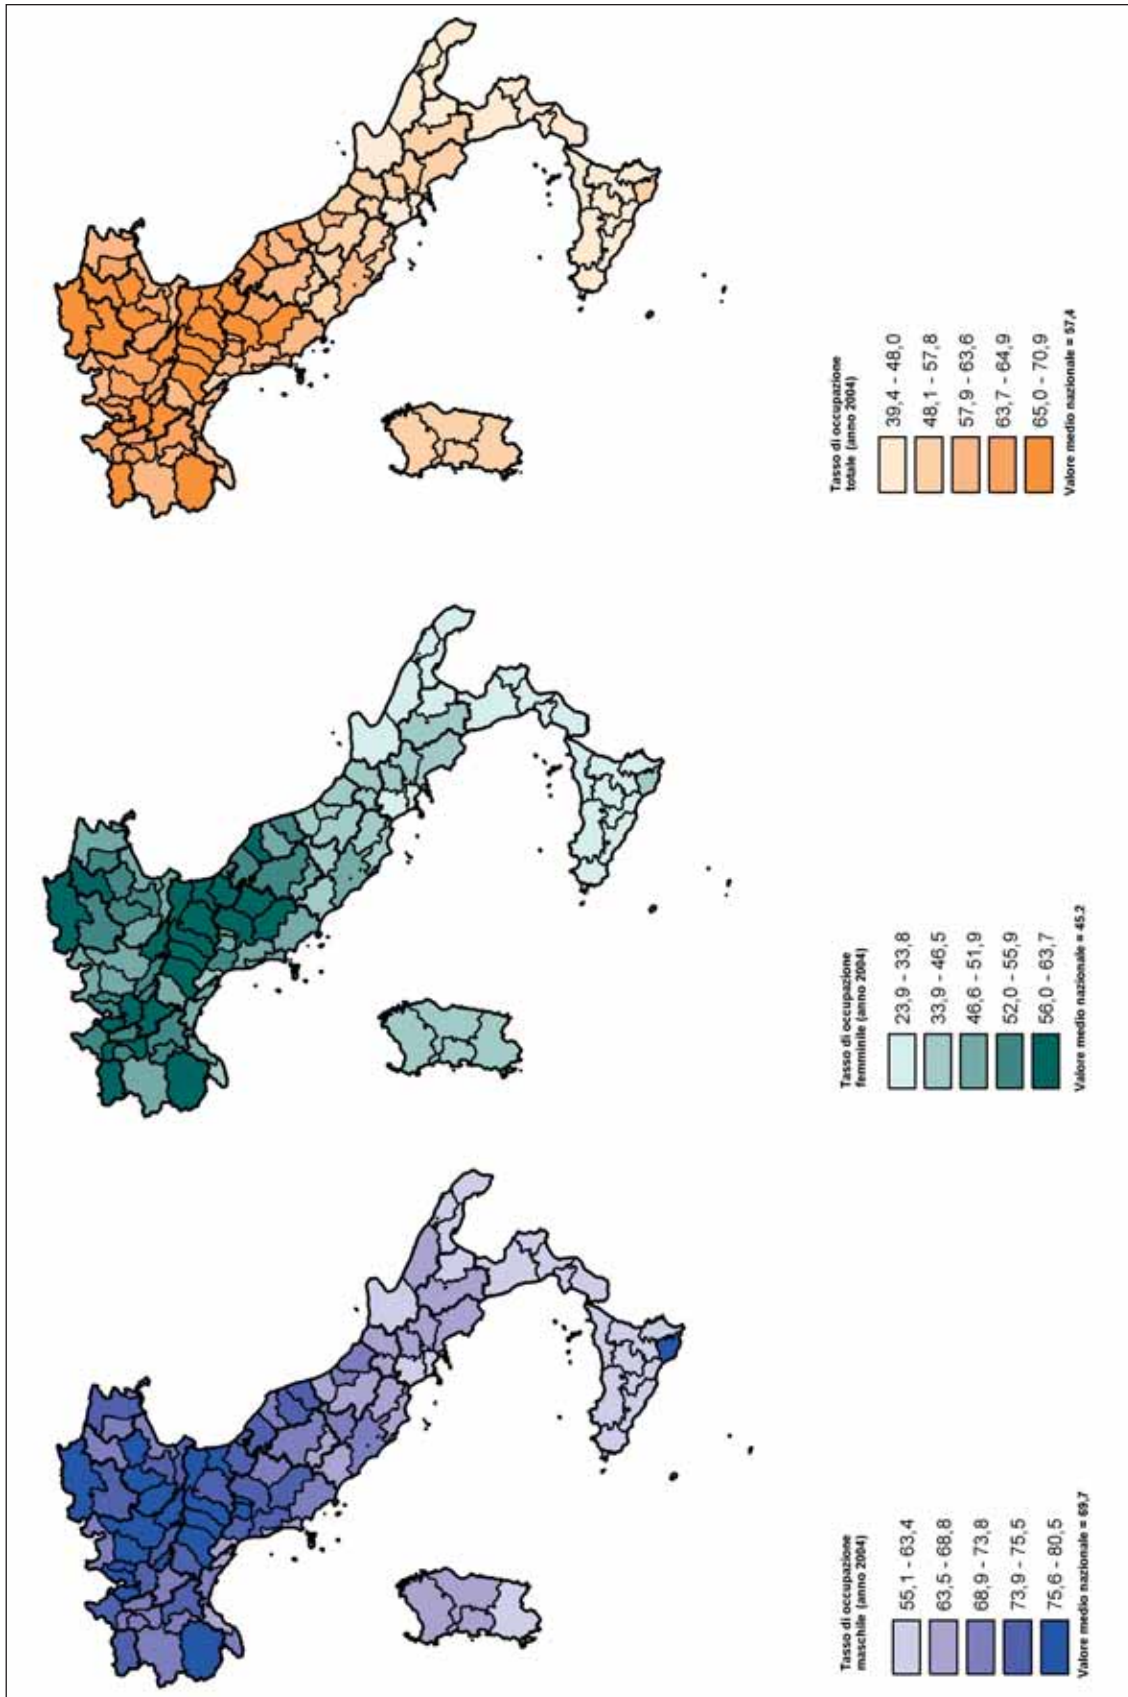 Tasso di occupazione
maschile (anno 2004)
55,1 - 63,4
63,5 - 68,8
68,9 - 73,8
73,9 - 75,5
75,6 - 80,5
Valore medio nazionale = 69,7
Tasso di occupazione
femminile (anno 2004)
23,9 - 33,8
33,9 - 46,5
46,6 - 51,9
52,0 - 55,9
56,0 - 63,7
Valore medio nazionale = 45.2
Tasso di occupazione
totale (anno 2004)
39,4 - 48,0
48,1 - 57,8
57,9 - 63,6
63,7 - 64,9
65,0 - 70,9
Valore medio nazionale = 57,4